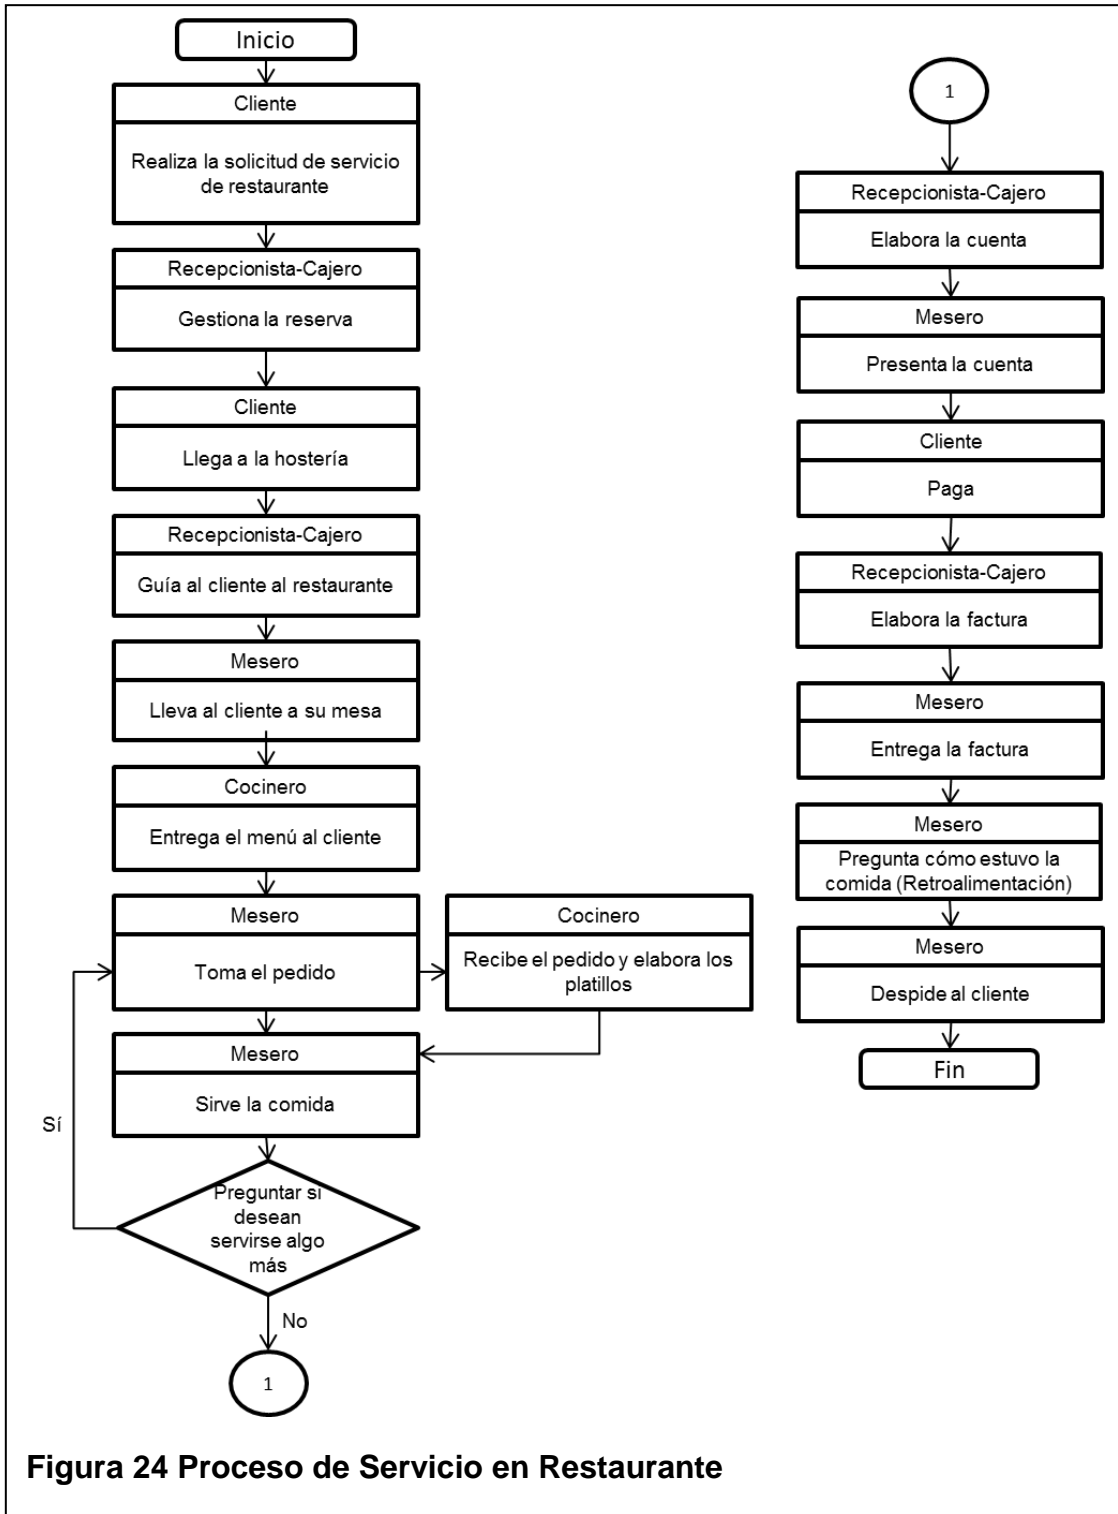 Inicio
Cliente
Realiza la solicitud de servicio
de restaurante
Recepcionista-Cajero
Gestiona la reserva
Cliente
Llega a la hostería
Recepcionista-Cajero
Guía al cliente al restaurante
Mesero
Lleva al cliente a su mesa
Cocinero
Entrega el menú al cliente
Mesero
Toma el pedido
Cocinero
Recibe el pedido y elabora los
platillos
Mesero
Sirve la comida
Sí
Preguntar si
desean
servirse algo
más
No
1
1
Recepcionista-Cajero
Elabora la cuenta
Mesero
Presenta la cuenta
Cliente
Paga
Recepcionista-Cajero
Elabora la factura
Mesero
Entrega la factura
Mesero
Pregunta cómo estuvo la
comida (Retroalimentación)
Mesero
Despide al cliente
Fin
Figura 24 Proceso de Servicio en Restaurante